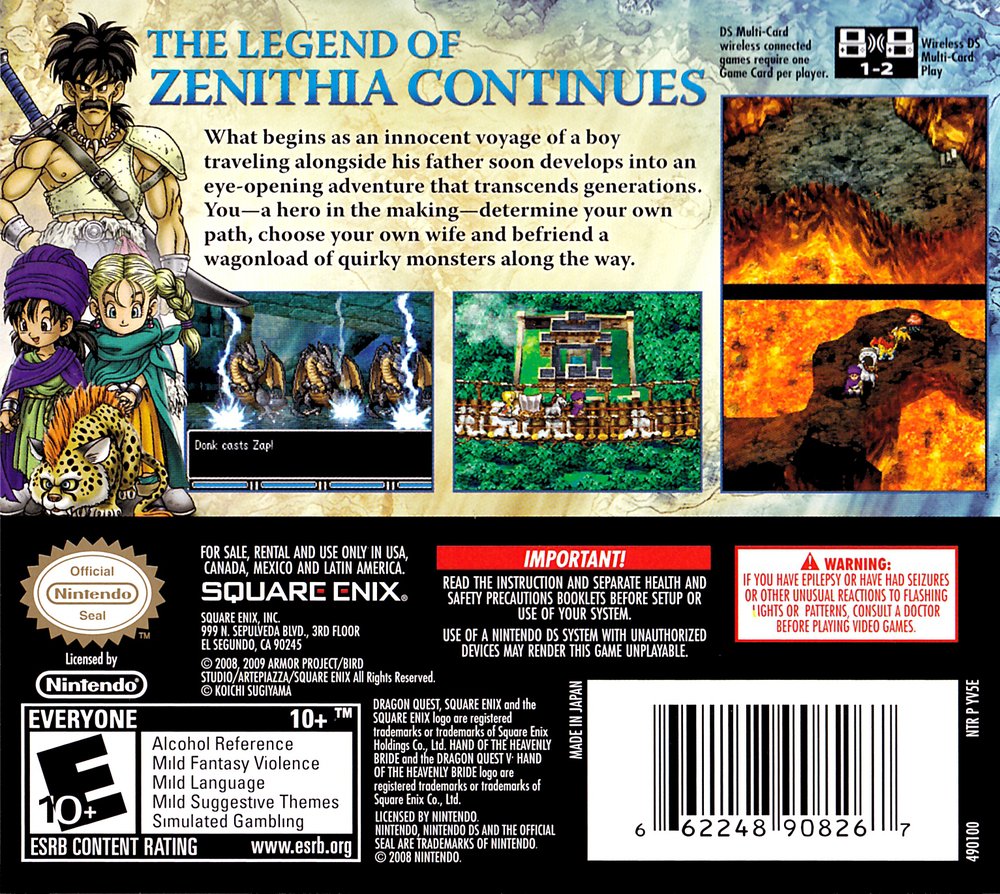 THE LEGEND OF
ZENITHIA CONTINUES
What begins as an innocent voyage of a boy
traveling alongside his father soon develops into an
eye-opening adventure that transcends generations.
You—a hero in the making—determine your own
path, choose your own wife and befriend a
wagonload of quirky monsters along the way.
DS Multi-Card
wireless connected
games require one
Game Card per player.
1-2
Wireless DS
Multi-Card
Play
Donk casts Zap!
Official
Nintendo
Seal
TM
Licensed by
Nintendo®
FOR SALE, RENTAL AND USE ONLY IN USA,
CANADA, MEXICO AND LATIN AMERICA.
SQUARE ENIX®
SQUARE ENIX, INC.
999 N. SEPULVEDA BLVD., 3RD FLOOR
EL SEGUNDO, CA 90245
© 2008, 2009 ARMOR PROJECT/BIRD
STUDIO/ARTEPIAZZA/SQUARE ENIX All Rights Reserved.
© KOICHI SUGIYAMA
IMPORTANT!
READ THE INSTRUCTION AND SEPARATE HEALTH AND
SAFETY PRECAUTIONS BOOKLETS BEFORE SETUP OR
USE OF YOUR SYSTEM.
USE OF A NINTENDO DS SYSTEM WITH UNAUTHORIZED
DEVICES MAY RENDER THIS GAME UNPLAYABLE.
WARNING:
IF YOU HAVE EPILEPSY OR HAVE HAD SEIZURES
OR OTHER UNUSUAL REACTIONS TO FLASHING
LIGHTS OR PATTERNS, CONSULT A DOCTOR
BEFORE PLAYING VIDEO GAMES.
EVERYONE 10+ ™
E
10+
Alcohol Reference
Mild Fantasy Violence
Mild Language
Mild Suggestive Themes
Simulated Gambling
ESRB CONTENT RATING www.esrb.org
DRAGON QUEST, SQUARE ENIX and the
SQUARE ENIX logo are registered
trademarks or trademarks of Square Enix
Holdings Co., Ltd. HAND OF THE HEAVENLY
BRIDE and the DRAGON QUEST V: HAND
OF THE HEAVENLY BRIDE logo are
registered trademarks or trademarks of
Square Enix Co., Ltd.
LICENSED BY NINTENDO.
NINTENDO, NINTENDO DS AND THE OFFICIAL
SEAL ARE TRADEMARKS OF NINTENDO.
© 2008 NINTENDO.
MADE IN JAPAN
6 62248 90826 7
NTR P YV5E
490100